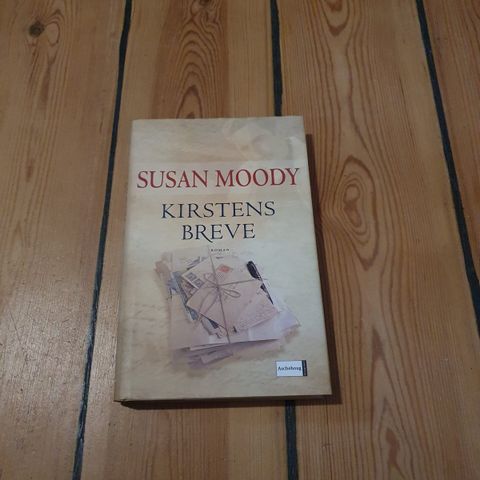 SUSAN MOODY
KIRSTENS
BREVE
ROMAN
Aschehoug